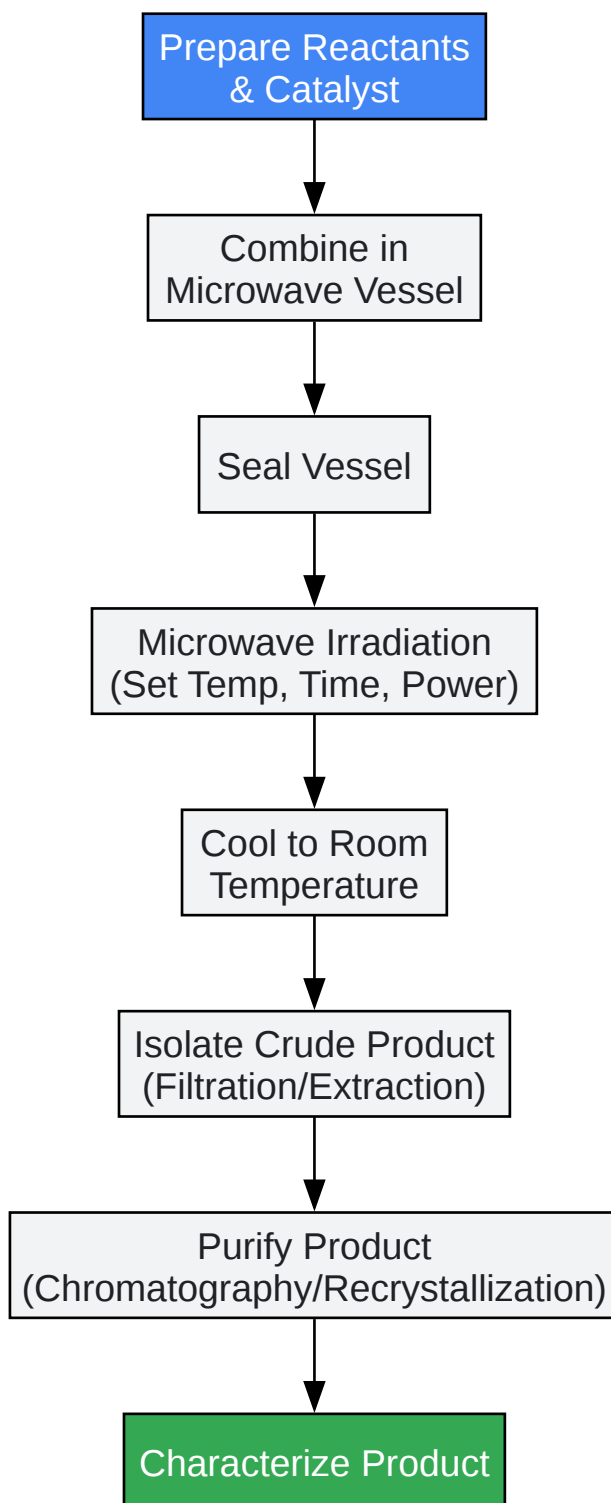 Prepare Reactants
& Catalyst
Combine in
Microwave Vessel
Seal Vessel
Microwave Irradiation
(Set Temp, Time, Power)
Cool to Room
Temperature
Isolate Crude Product
(Filtration/Extraction)
Purify Product
(Chromatography/Recrystallization)
Characterize Product